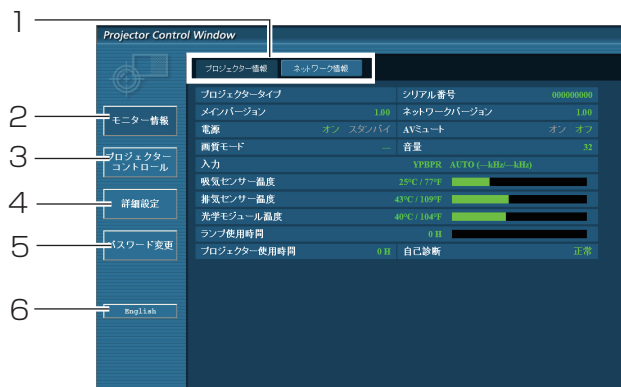 1
Projector Control Window
プロジェクター情報 ネットワーク情報
プロジェクタータイプ シリアル番号 000000000
メインバージョン 1.00 ネットワークバージョン 1.00
2 モニター情報
電源 オン スタンバイ AVミュート オン オフ
画質モード --- 音量 32
3 プロジェクター
コントロール
入力 YPBPR AUTO (---kHz/---kHz)
吸気センサー温度 25°C / 77°F
4 詳細設定
排気センサー温度 43°C / 109°F
光学モジュール温度 40°C / 104°F
ランプ使用時間 0 H
5 パスワード変更
プロジェクター使用時間 0 H 自己診断 正常
6 English